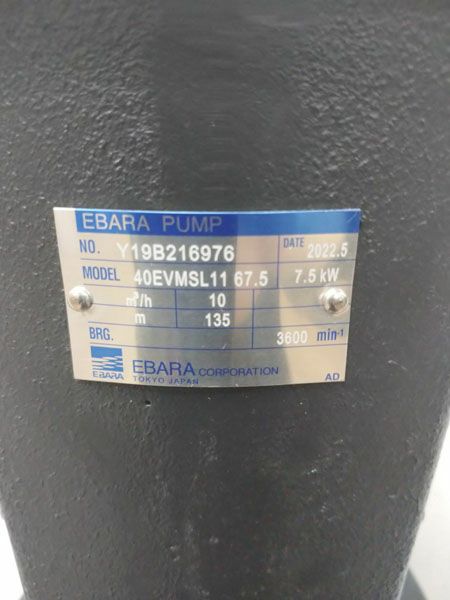 EBARA PUMP
NO. Y19B216976 DATE 2022.5
MODEL 40EVMSL11 67.5 7.5 kW
m³/h 10
m 135
BRG. 3600 min-¹
EBARA EBARA CORPORATION
TOKYO JAPAN AD